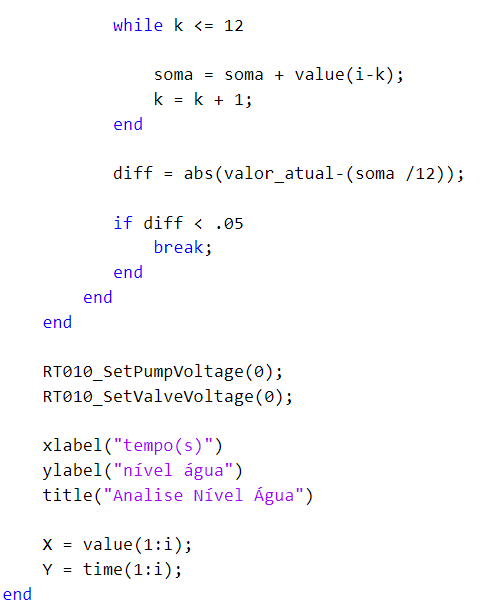 while k <= 12
soma = soma + value(i-k);
k = k + 1;
end
diff = abs(valor_atual-(soma /12));
if diff < .05
break;
end
end
end
RT010_SetPumpVoltage(0);
RT010_SetValveVoltage(0);
xlabel("tempo(s)")
ylabel("nível água")
title("Analise Nível Água")
X = value(1:i);
Y = time(1:i);
end